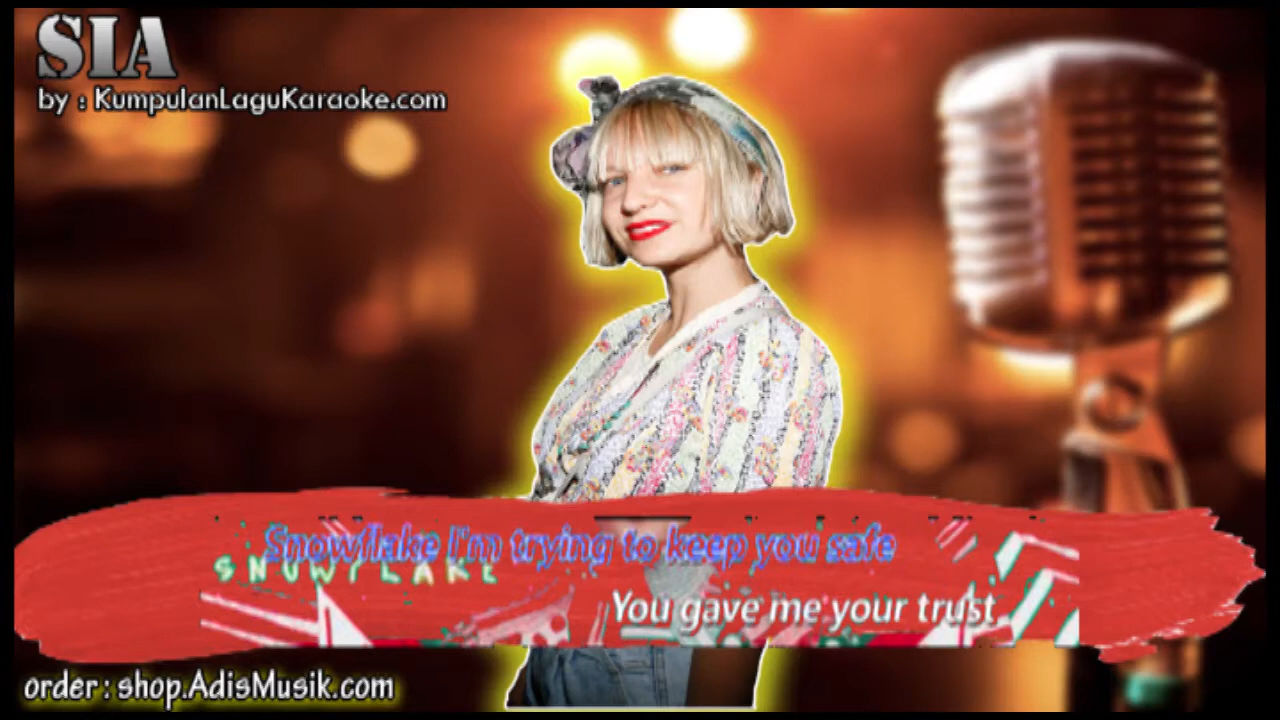 SIA
by : KumpulanLaguKaraoke.com
Snowflake I'm trying to keep you safe
SNOWFLAKE
You gave me your trust
order : shop.AdisMusik.com